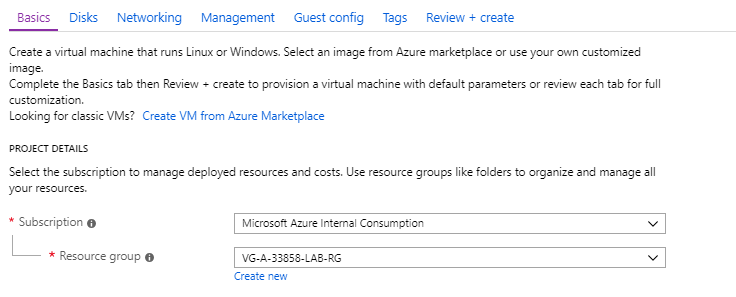 Basics Disks Networking Management Guest config Tags Review + create
Create a virtual machine that runs Linux or Windows. Select an image from Azure marketplace or use your own customized
image.
Complete the Basics tab then Review + create to provision a virtual machine with default parameters or review each tab for full
customization.
Looking for classic VMs? Create VM from Azure Marketplace
PROJECT DETAILS
Select the subscription to manage deployed resources and costs. Use resource groups like folders to organize and manage all
your resources.
* Subscription Microsoft Azure Internal Consumption
* Resource group VG-A-33858-LAB-RG
Create new